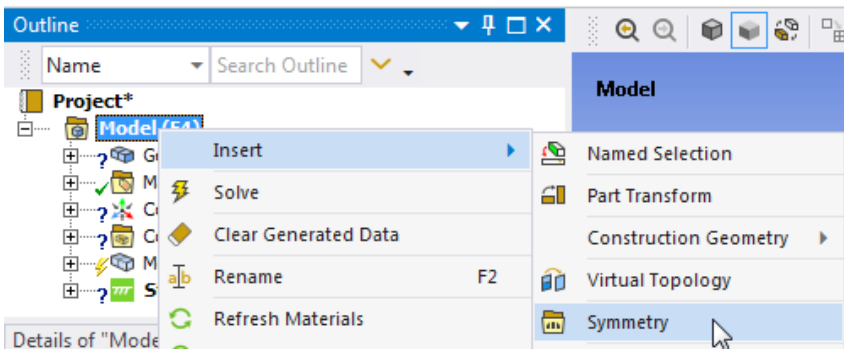 Outline
Name
Search Outline
Model
Project*
Model (F4)
Insert
Solve
Clear Generated Data
Rename F2
Refresh Materials
Named Selection
Part Transform
Construction Geometry
Virtual Topology
Symmetry
Details of "Mode